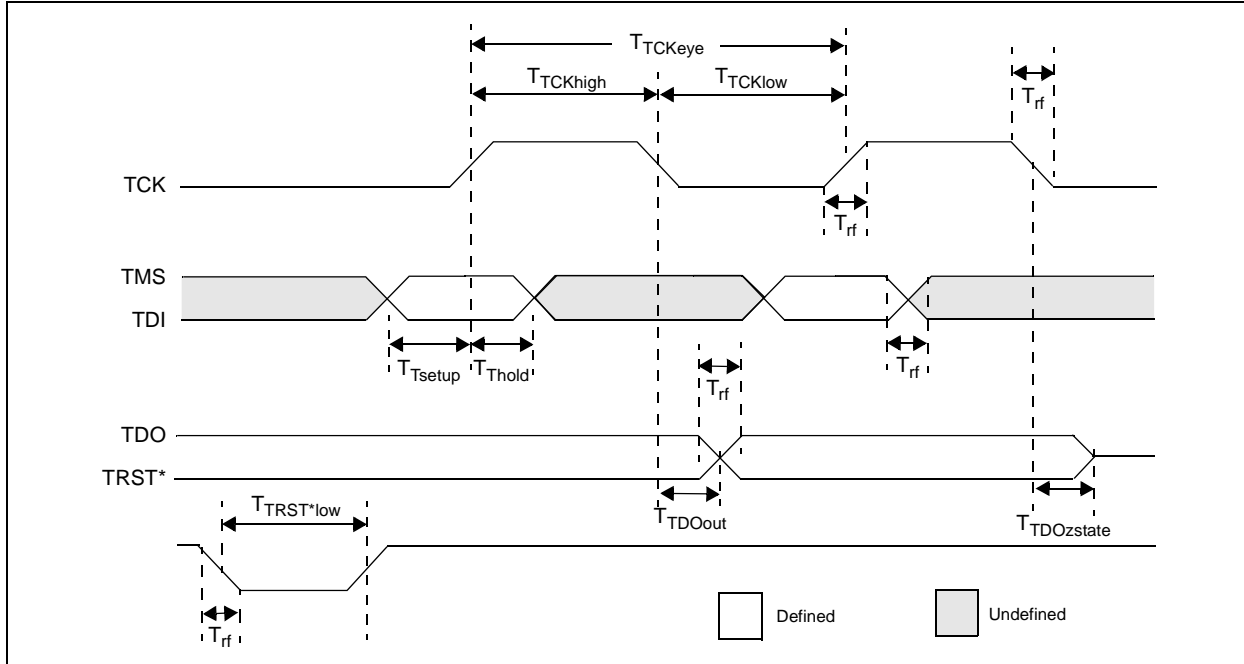 TTCKeye
TTCKhigh
TTCKlow
Trf
TCK
Trf
TMS
TDI
TTsetup
TThold
Trf
Trf
TDO
TRST*
TTRST*low
TTDOout
TTDOzstate
Trf
Defined
Undefined